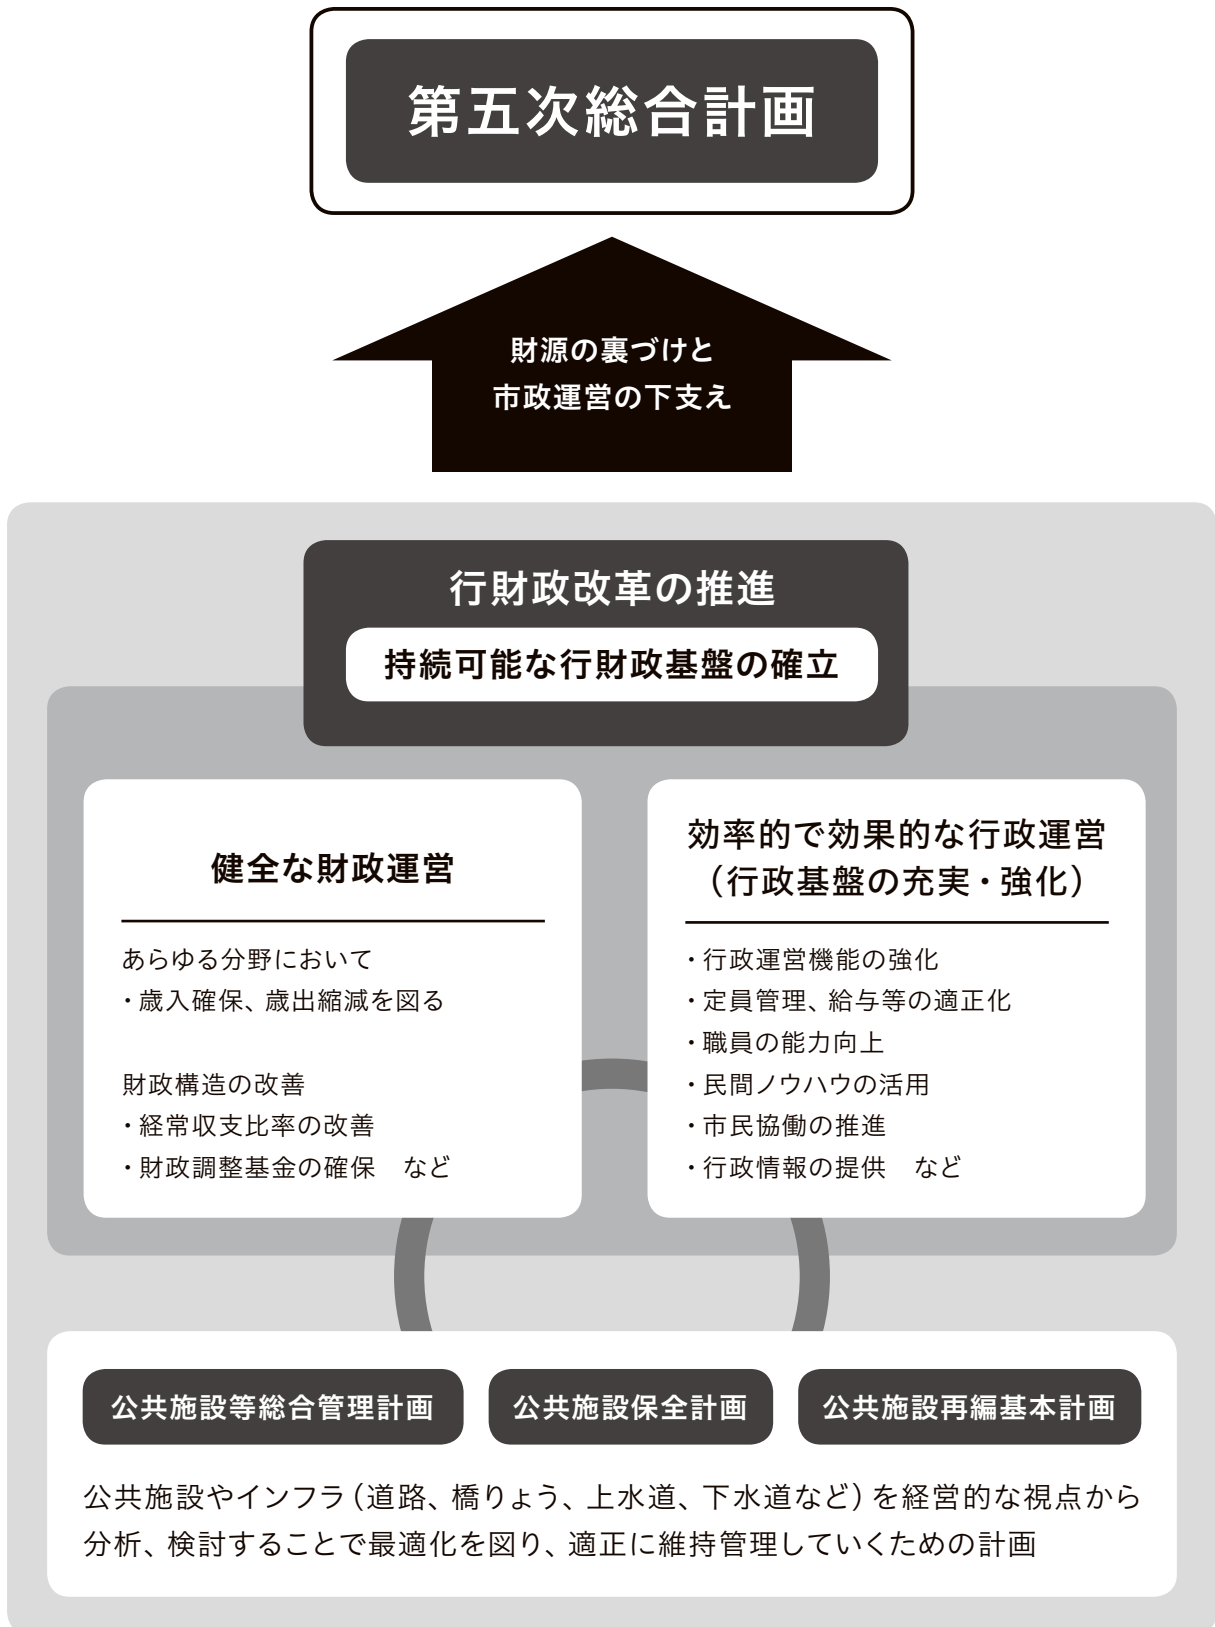 第五次総合計画
財源の裏づけと
市政運営の下支え
行財政改革の推進
持続可能な行財政基盤の確立
健全な財政運営
あらゆる分野において
・歳入確保、歳出縮減を図る
財政構造の改善
・経常収支比率の改善
・財政調整基金の確保　など
効率的で効果的な行政運営
（行政基盤の充実・強化）
・行政運営機能の強化
・定員管理、給与等の適正化
・職員の能力向上
・民間ノウハウの活用
・市民協働の推進
・行政情報の提供　など
公共施設等総合管理計画
公共施設保全計画
公共施設再編基本計画
公共施設やインフラ（道路、橋りょう、上水道、下水道など）を経営的な視点から
分析、検討することで最適化を図り、適正に維持管理していくための計画